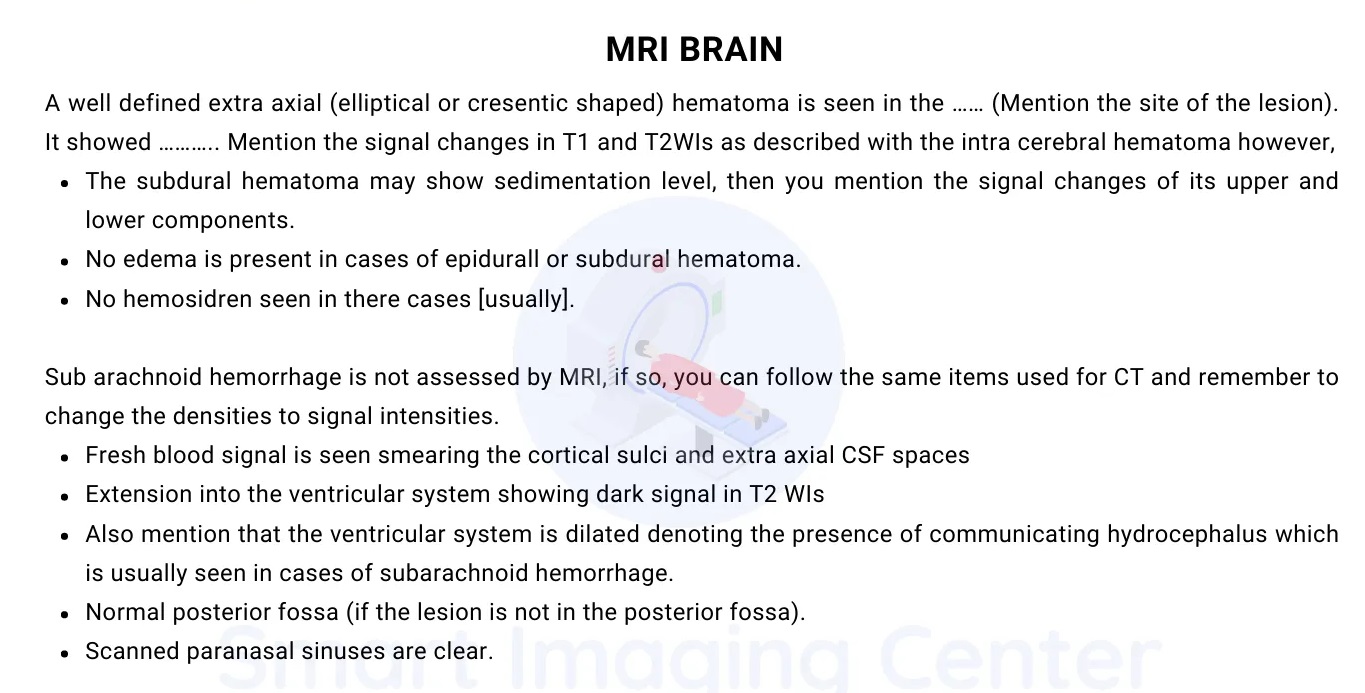 MRI BRAIN
A well defined extra axial (elliptical or cresentic shaped) hematoma is seen in the ...... (Mention the site of the lesion).
It showed ........... Mention the signal changes in T1 and T2WIs as described with the intra cerebral hematoma however,
• The subdural hematoma may show sedimentation level, then you mention the signal changes of its upper and
lower components.
• No edema is present in cases of epidurall or subdural hematoma.
• No hemosidren seen in there cases [usually].
Sub arachnoid hemorrhage is not assessed by MRI, if so, you can follow the same items used for CT and remember to
change the densities to signal intensities.
• Fresh blood signal is seen smearing the cortical sulci and extra axial CSF spaces
• Extension into the ventricular system showing dark signal in T2 WIs
• Also mention that the ventricular system is dilated denoting the presence of communicating hydrocephalus which
is usually seen in cases of subarachnoid hemorrhage.
• Normal posterior fossa (if the lesion is not in the posterior fossa).
• Scanned paranasal sinuses are clear.
Smart Imaging Center